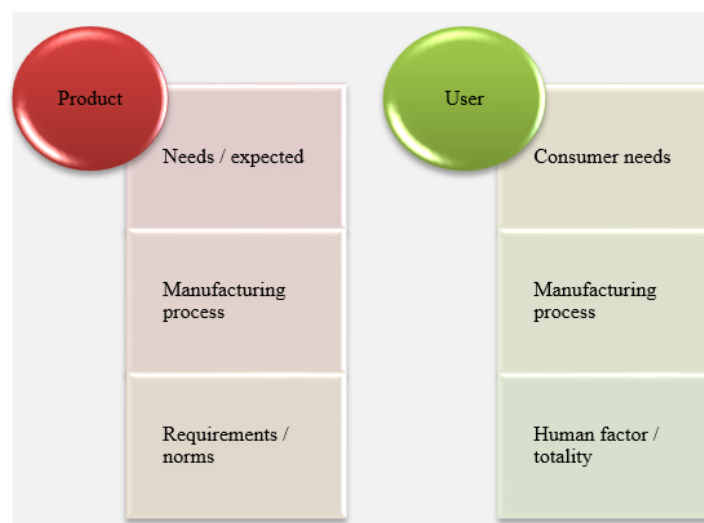 Product
Needs / expected
Manufacturing
process
Requirements /
norms
User
Consumer needs
Manufacturing
process
Human factor /
totality